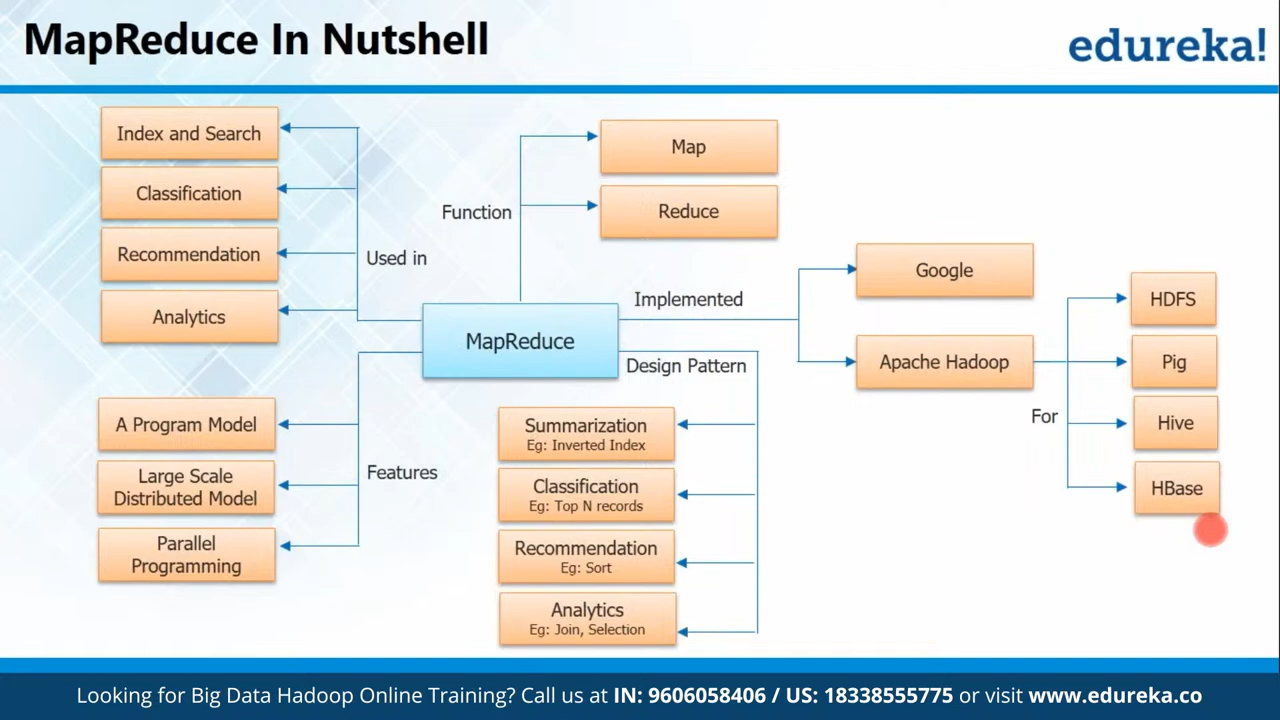 MapReduce In Nutshell
edureka!
Index and Search
Classification
Recommendation
Analytics
Used in
Function
Map
Reduce
MapReduce
Implemented
Google
Apache Hadoop
For
HDFS
Pig
Hive
HBase
Design Pattern
Summarization
Eg: Inverted Index
Classification
Eg: Top N records
Recommendation
Eg: Sort
Analytics
Eg: Join, Selection
Features
A Program Model
Large Scale
Distributed Model
Parallel
Programming
Looking for Big Data Hadoop Online Training? Call us at IN: 9606058406 / US: 18338555775 or visit www.edureka.co